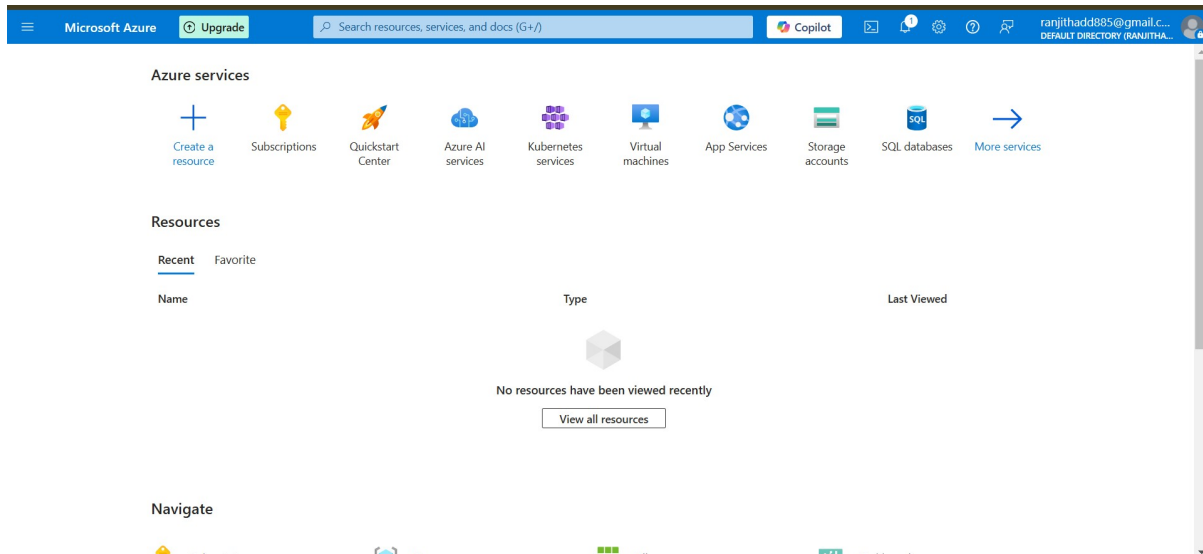 Microsoft Azure
Upgrade
Search resources, services, and docs (G+/)
Copilot
1
ranjithadd885@gmail.c...
DEFAULT DIRECTORY (RANJITHA...
Azure services
Create a
resource
Subscriptions
Quickstart
Center
Azure AI
services
Kubernetes
services
Virtual
machines
App Services
Storage
accounts
SQL
SQL databases
More services
Resources
Recent Favorite
Name Type Last Viewed
No resources have been viewed recently
View all resources
Navigate